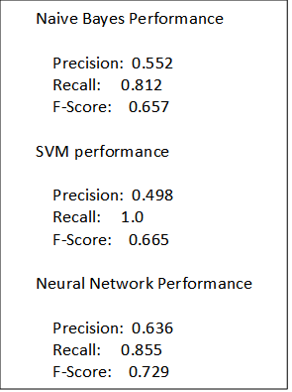 Naive Bayes Performance
Precision: 0.552
Recall: 0.812
F-Score: 0.657
SVM performance
Precision: 0.498
Recall: 1.0
F-Score: 0.665
Neural Network Performance
Precision: 0.636
Recall: 0.855
F-Score: 0.729